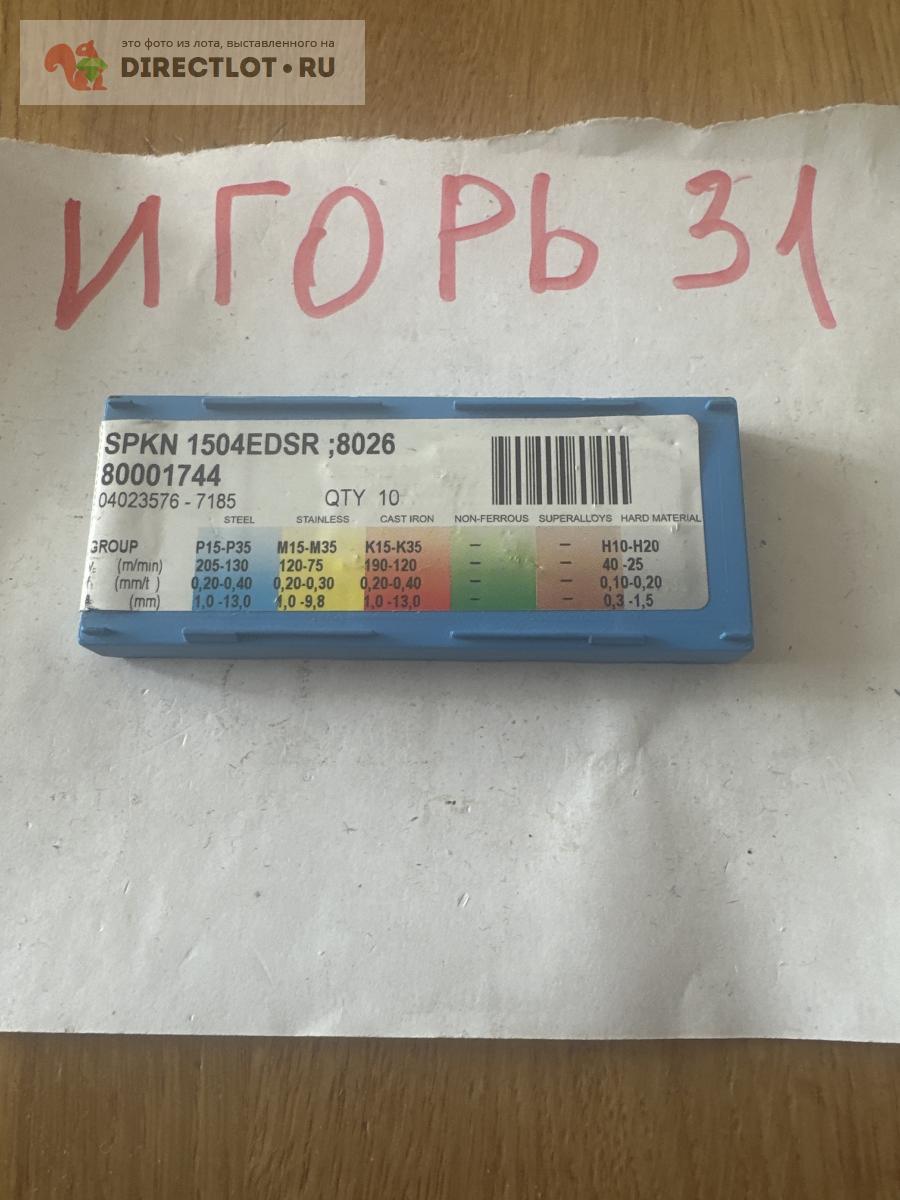 это фото из лота, выставленного на
DIRECTLOT•RU
ИГОРЬ 31
SPKN 1504EDSR ;8026
80001744
04023576 - 7185 QTY 10
STEEL STAINLESS CAST IRON NON-FERROUS SUPERALLOYS HARD MATERIAL
GROUP P15-P35 M15-M35 K15-K35 – – H10-H20
(m/min) 205-130 120-75 190-120 – – 40 -25
(mm/t ) 0,20-0,40 0,20-0,30 0,20-0,40 – – 0,10-0,20
(mm) 1,0 -13,0 1,0 -9,8 1,0 -13,0 – – 0,3 -1,5